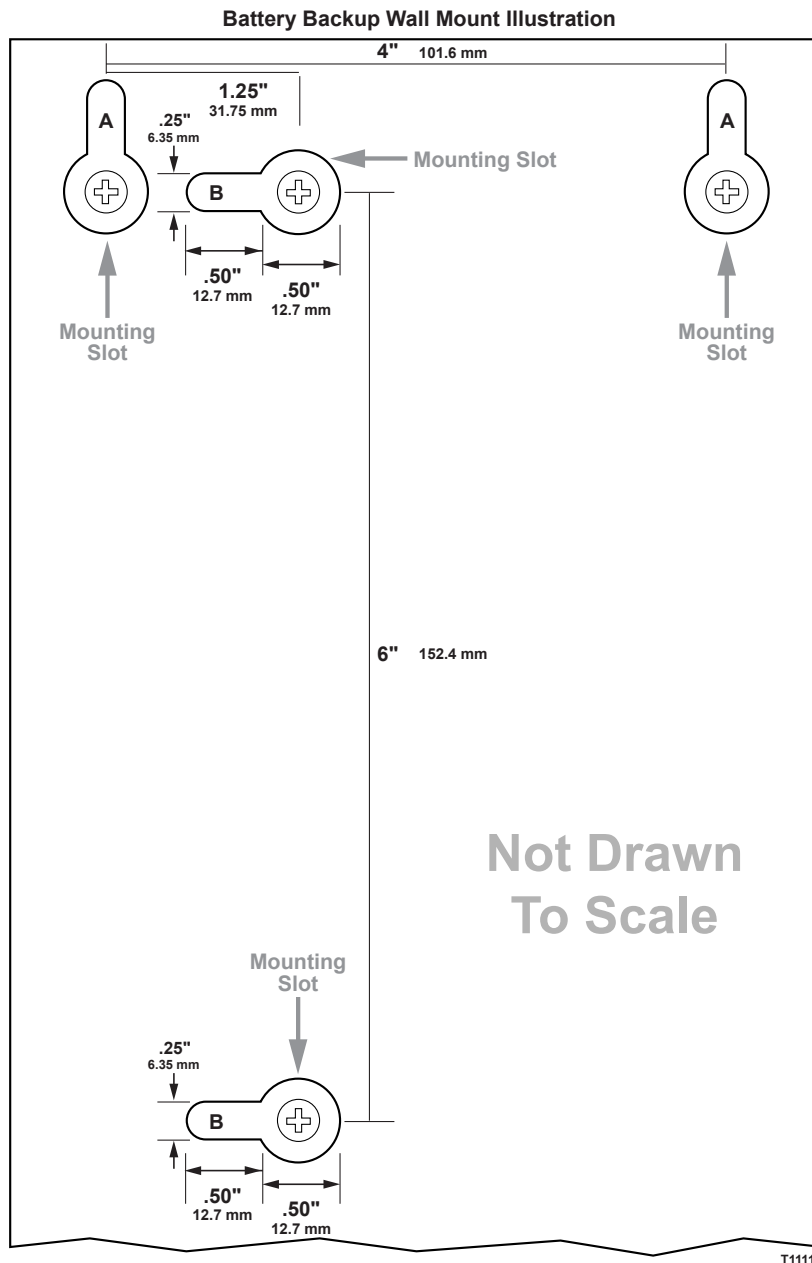 Battery Backup Wall Mount Illustration
4" 101.6 mm
1.25"
31.75 mm
A
A
.25"
6.35 mm
Mounting Slot
B
.50"
12.7 mm
.50"
12.7 mm
Mounting
Slot
Mounting
Slot
6" 152.4 mm
Not Drawn
To Scale
Mounting
Slot
.25"
6.35 mm
B
.50"
12.7 mm
.50"
12.7 mm
T1111